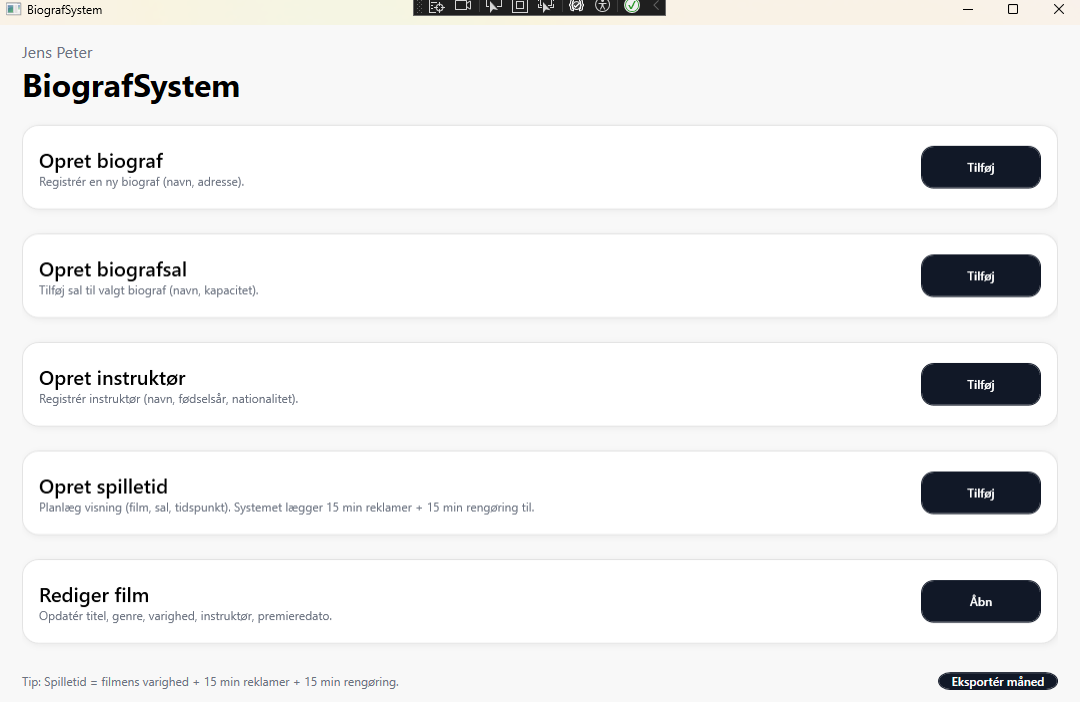 BiografSystem
Jens Peter
BiografSystem
Opret biograf
Registrér en ny biograf (navn, adresse).
Tilføj
Opret biografsal
Tilføj sal til valgt biograf (navn, kapacitet).
Tilføj
Opret instruktør
Registrér instruktør (navn, fødselsår, nationalitet).
Tilføj
Opret spilletid
Planlæg visning (film, sal, tidspunkt). Systemet lægger 15 min reklamer + 15 min rengøring til.
Tilføj
Rediger film
Opdatér titel, genre, varighed, instruktør, premieredato.
Åbn
Tip: Spilletid = filmens varighed + 15 min reklamer + 15 min rengøring.
Eksportér måned